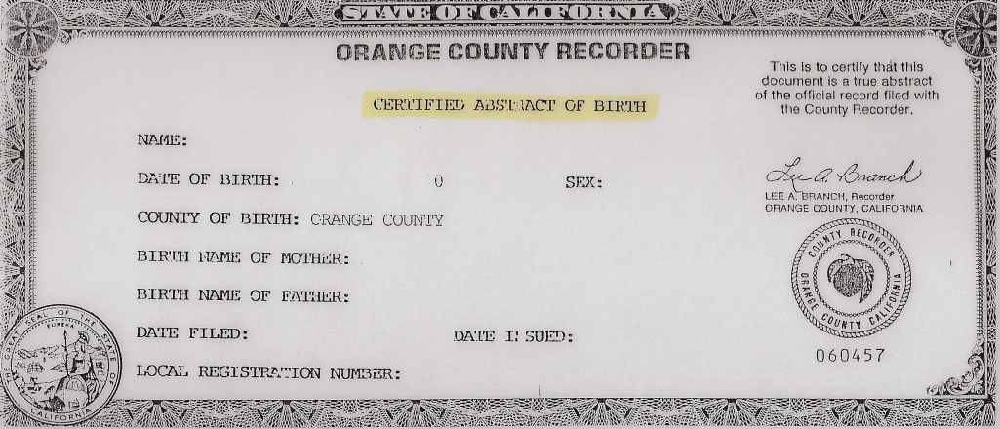 STATE OF CALIFORNIA
ORANGE COUNTY RECORDER
This is to certify that this
document is a true abstract
of the official record filed with
the County Recorder.
CERTIFIED ABSTRACT OF BIRTH
NAME:
DATE OF BIRTH: 0 SEX:
Lee A. Branch
LEE A. BRANCH, Recorder
ORANGE COUNTY, CALIFORNIA
COUNTY OF BIRTH: ORANGE COUNTY
BIRTH NAME OF MOTHER:
BIRTH NAME OF FATHER:
COUNTY RECORDER
ORANGE COUNTY CALIFORNIA
DATE FILED: DATE ISSUED:
060457
LOCAL REGISTRATION NUMBER:
THE GREAT SEAL OF THE STATE OF CALIFORNIA
EUREKA